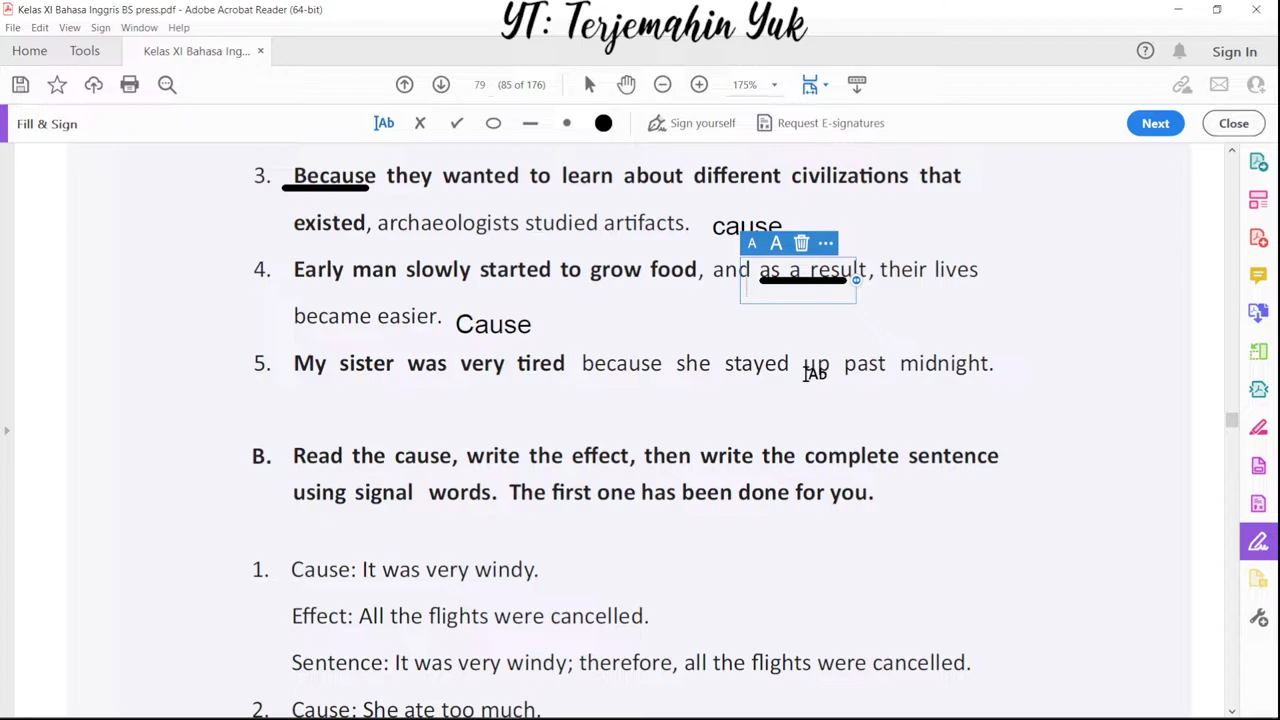 Kelas XI Bahasa Inggris BS press.pdf - Adobe Acrobat Reader (64-bit)
YT: Terjemahin Yuk
File Edit View Sign Window Help
Home Tools Kelas XI Bahasa Ing... × Sign In
79 (85 of 176) 175%
Fill & Sign Ab Sign yourself Request E-signatures Next Close
3. Because they wanted to learn about different civilizations that
existed, archaeologists studied artifacts. cause
A A
4. Early man slowly started to grow food, and as a result, their lives
became easier. Cause
5. My sister was very tired because she stayed up past midnight.
Ab
B. Read the cause, write the effect, then write the complete sentence
using signal words. The first one has been done for you.
1. Cause: It was very windy.
Effect: All the flights were cancelled.
Sentence: It was very windy; therefore, all the flights were cancelled.
2. Cause: She ate too much.